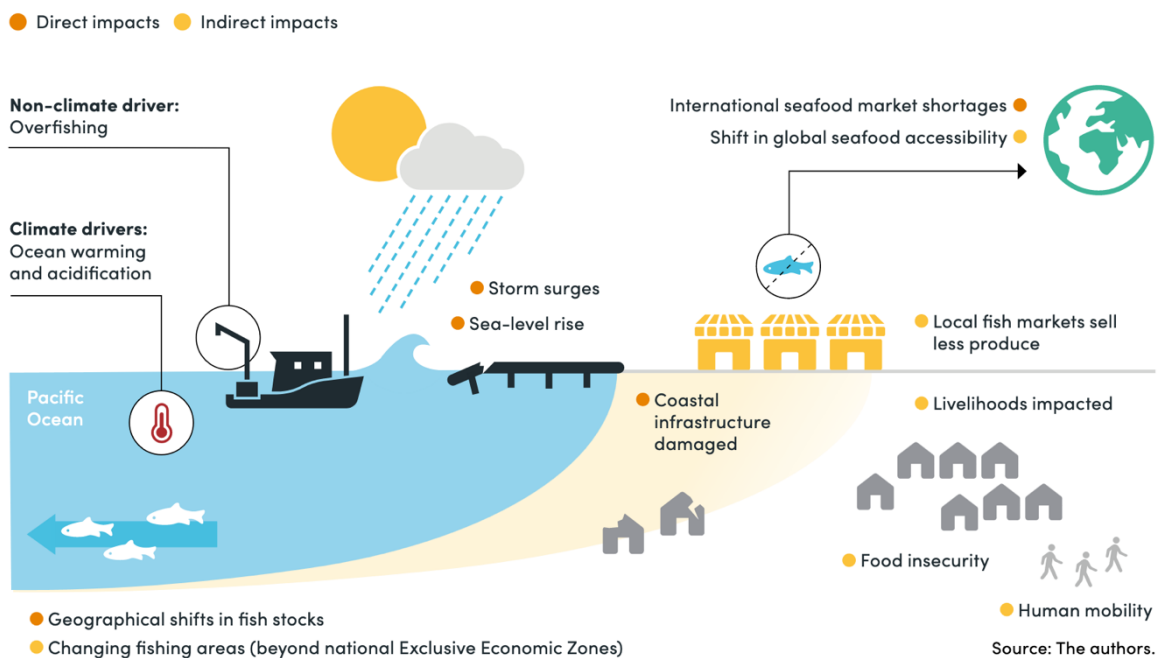 Direct impacts
Indirect impacts
Non-climate driver:
Overfishing
International seafood market shortages
Shift in global seafood accessibility
Climate drivers:
Ocean warming
and acidification
Storm surges
Sea-level rise
Local fish markets sell
less produce
Pacific
Ocean
Coastal
infrastructure
damaged
Livelihoods impacted
Food insecurity
Human mobility
Geographical shifts in fish stocks
Changing fishing areas (beyond national Exclusive Economic Zones)
Source: The authors.